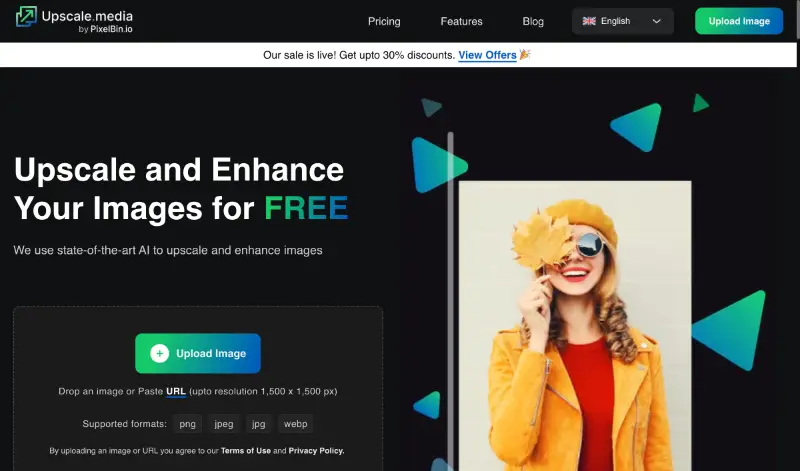 Upscale.media
by PixelBin.io
Pricing
Features
Blog
English
Upload Image
Our sale is live! Get upto 30% discounts. View Offers 🎉
Upscale and Enhance
Your Images for FREE
We use state-of-the-art AI to upscale and enhance images
Upload Image
Drop an image or Paste URL (upto resolution 1,500 x 1,500 px)
Supported formats: png jpeg jpg webp
By uploading an image or URL you agree to our Terms of Use and Privacy Policy.